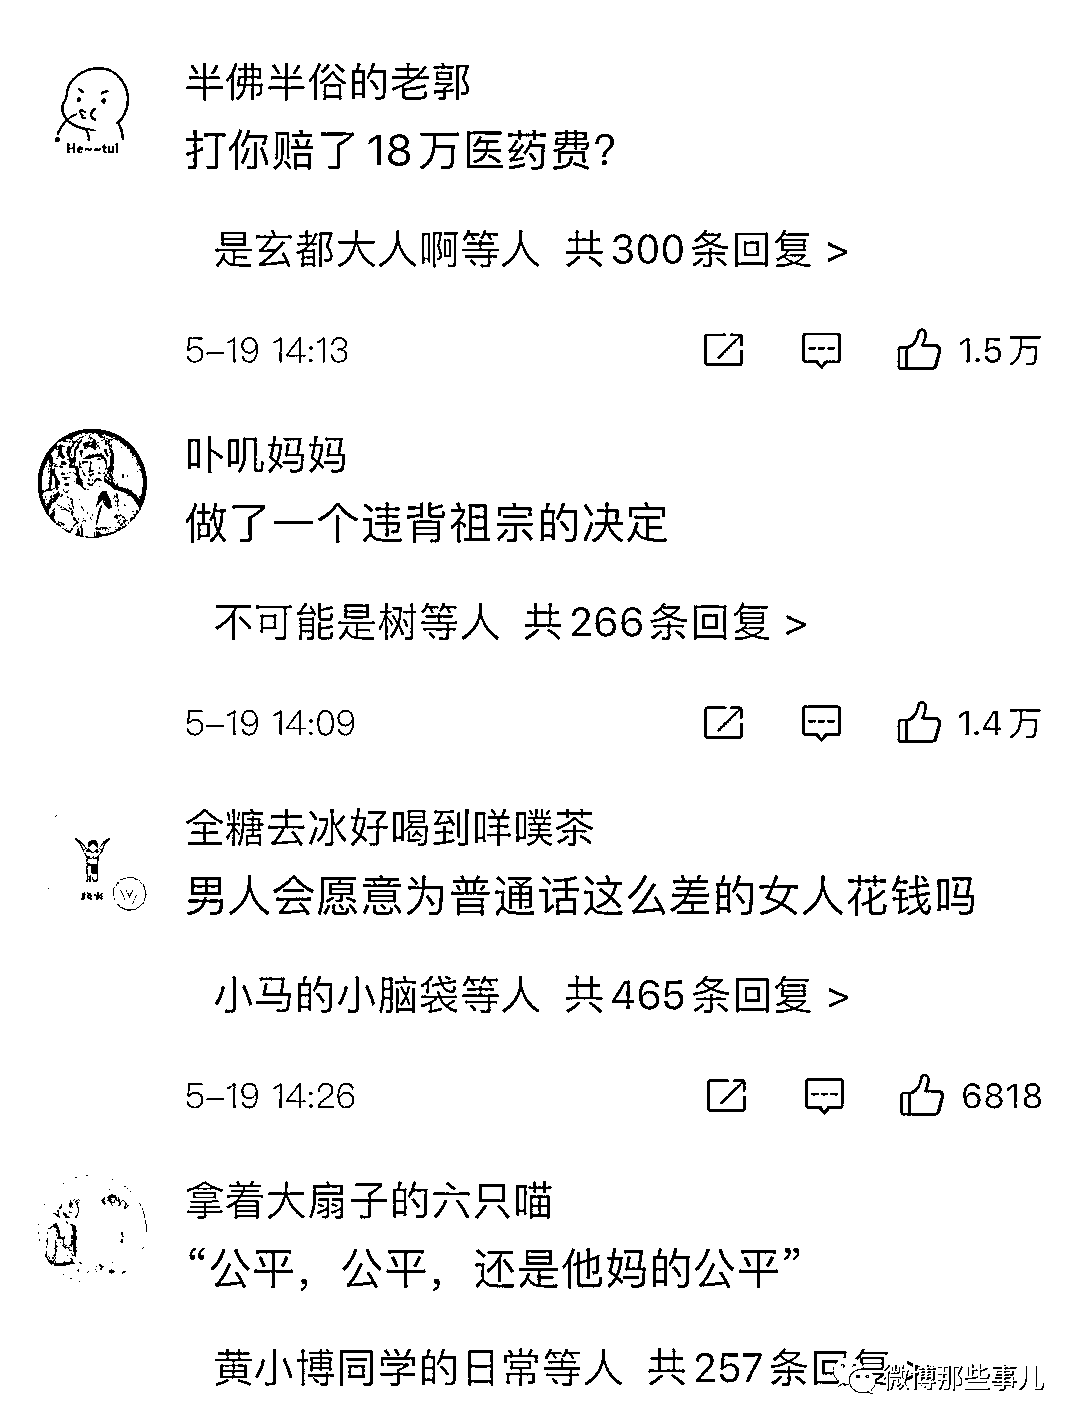 半佛半俗的老郭
He~~tui
打你赔了18万医药费?
是玄都大人啊等人 共300条回复 >
5-19 14:13 1.5万
卟叽妈妈
做了一个违背祖宗的决定
不可能是树等人 共266条回复 >
5-19 14:09 1.4万
全糖去冰好喝到咩噗茶
男人会愿意为普通话这么差的女人花钱吗
小马的小脑袋等人 共465条回复 >
5-19 14:26 6818
拿着大扇子的六只喵
“公平，公平，还是他妈的公平”
黄小博同学的日常等人 共257条回复 >
微博那些事儿